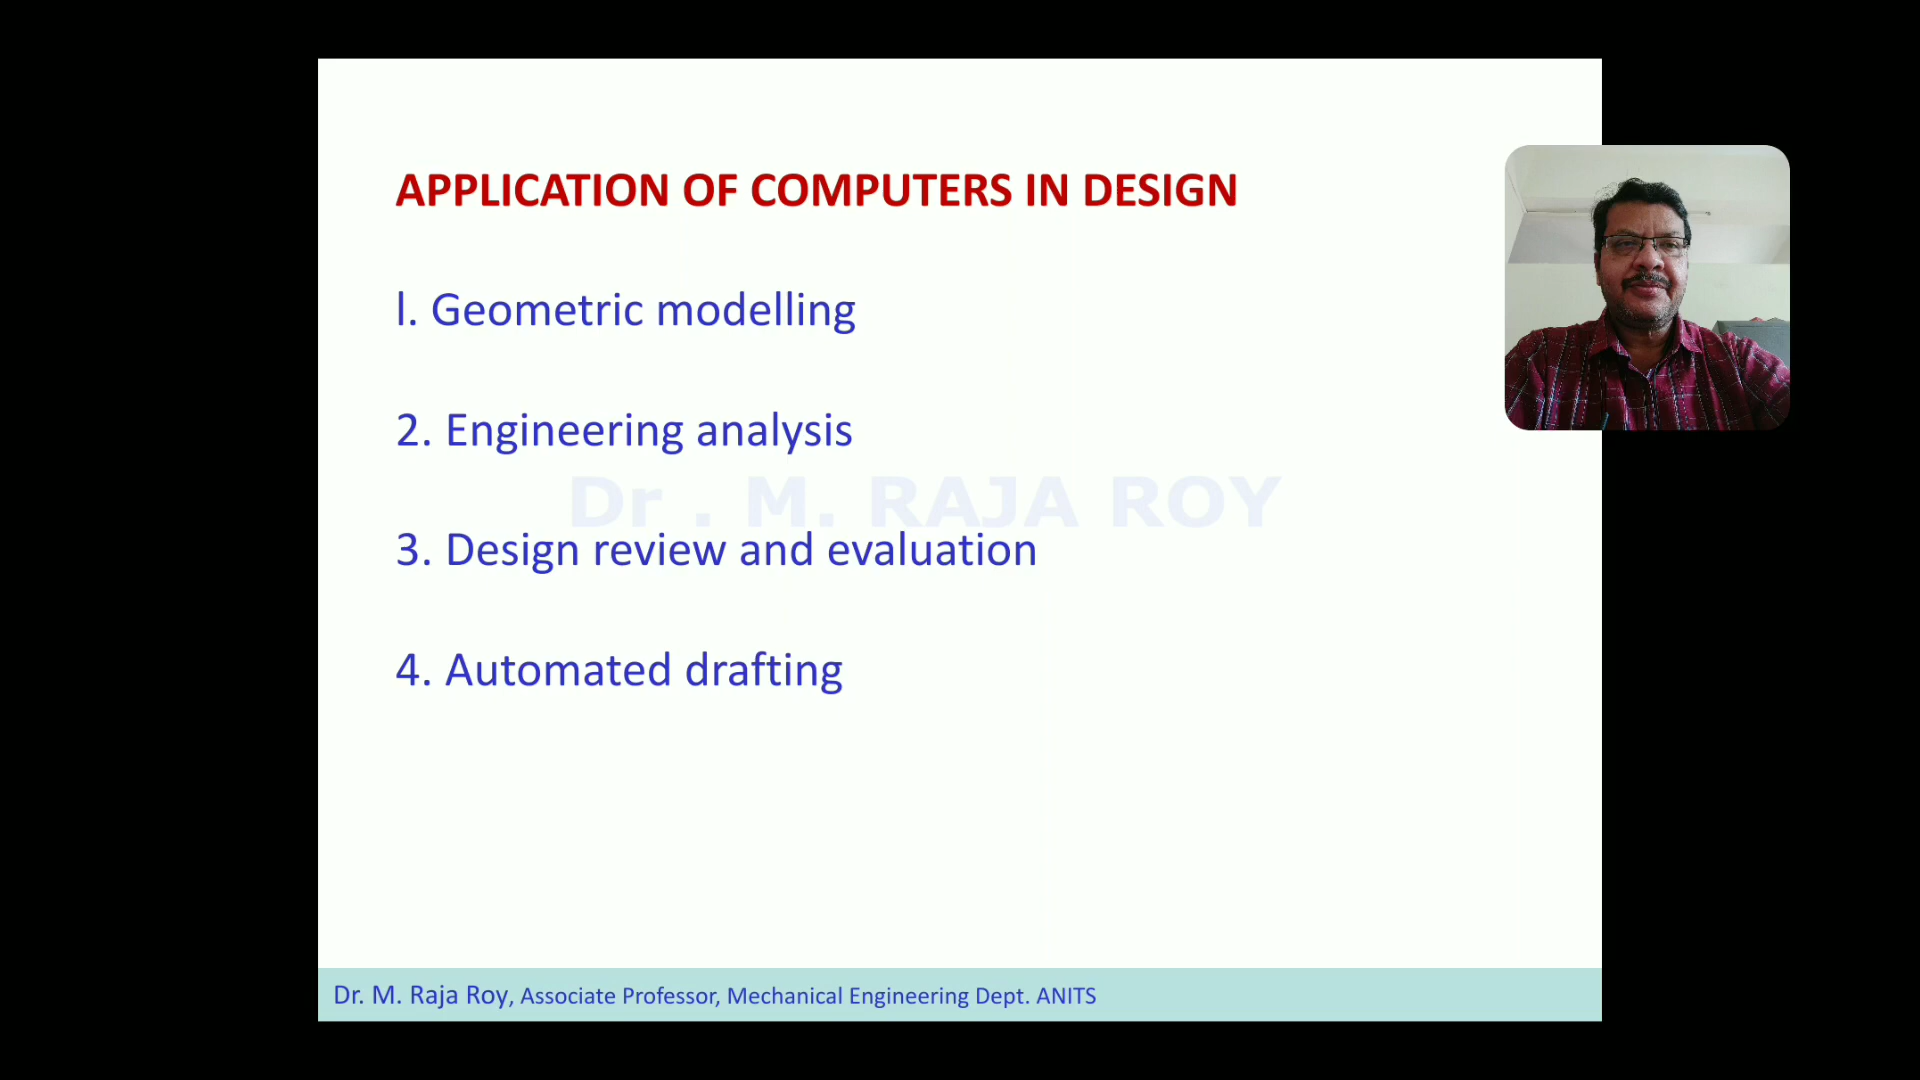 APPLICATION OF COMPUTERS IN DESIGN
l. Geometric modelling
2. Engineering analysis
Dr . M. RAJA ROY
3. Design review and evaluation
4. Automated drafting
Dr. M. Raja Roy, Associate Professor, Mechanical Engineering Dept. ANITS